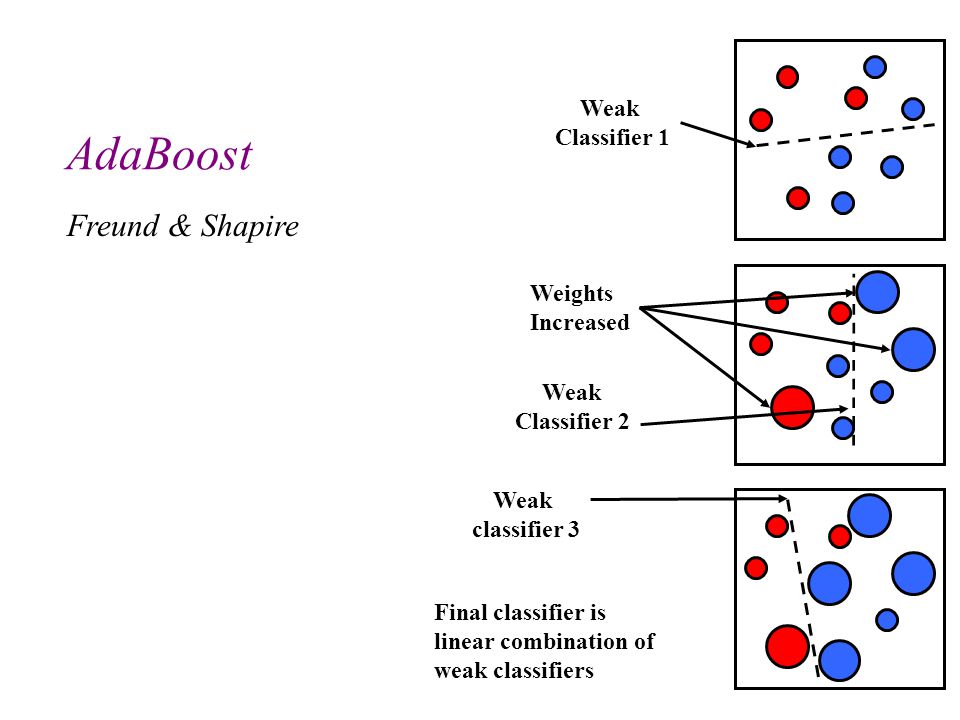 AdaBoost
Freund & Shapire
Weak
Classifier 1
Weights
Increased
Weak
Classifier 2
Weak
classifier 3
Final classifier is
linear combination of
weak classifiers